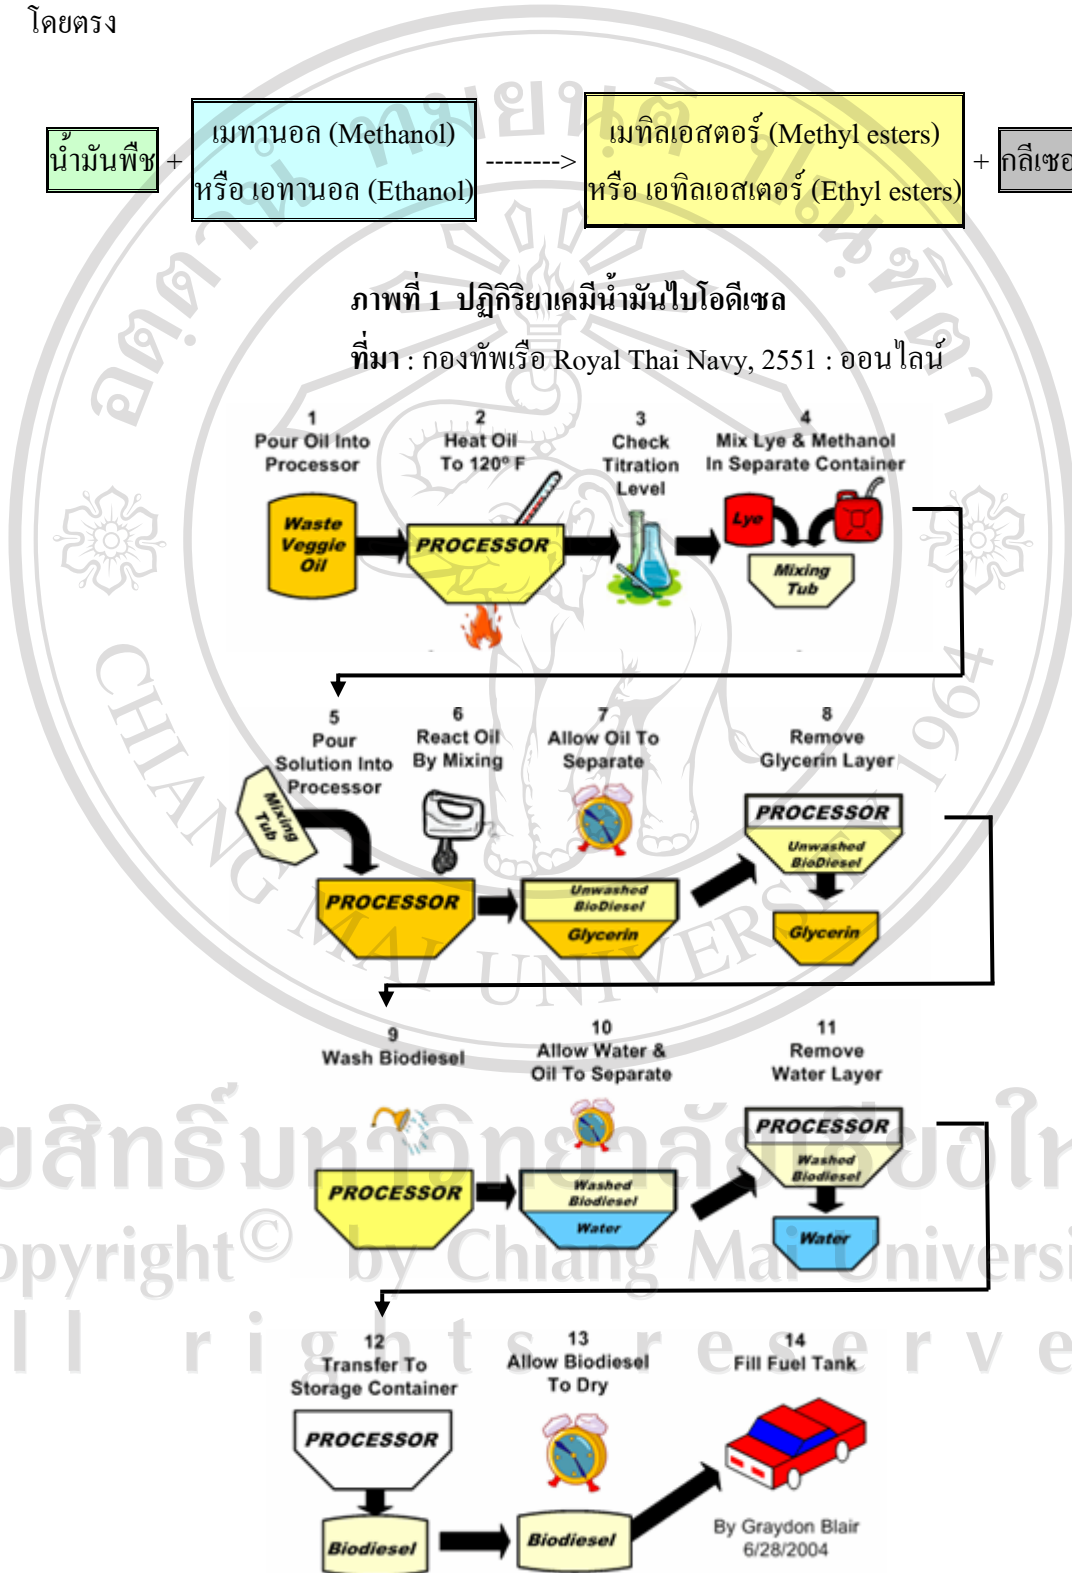 โดยตรง
น้ำมันพืช + เมทานอล (Methanol) --------> เมทิลเอสตอร์ (Methyl esters) + กลีเซอ
หรือ เอทานอล (Ethanol) หรือ เอทิลเอสเตอร์ (Ethyl esters)
ภาพที่ 1 ปฏิกิริยาเคมีน้ำมันไบโอดีเซล
ที่มา : กองทัพเรือ Royal Thai Navy, 2551 : ออนไลน์
1
Pour Oil Into
Processor
Waste
Veggie
Oil
2
Heat Oil
To 120º F
PROCESSOR
3
Check
Titration
Level
4
Mix Lye & Methanol
In Separate Container
Lye
Mixing
Tub
5
Pour
Solution Into
Processor
Mixing
Tub
PROCESSOR
6
React Oil
By Mixing
7
Allow Oil To
Separate
Unwashed
BioDiesel
Glycerin
8
Remove
Glycerin Layer
PROCESSOR
Unwashed
BioDiesel
Glycerin
9
Wash Biodiesel
PROCESSOR
10
Allow Water &
Oil To Separate
Washed
Biodiesel
Water
11
Remove
Water Layer
PROCESSOR
Washed
Biodiesel
Water
12
Transfer To
Storage Container
PROCESSOR
Biodiesel
13
Allow Biodiesel
To Dry
Biodiesel
14
Fill Fuel Tank
By Graydon Blair
6/28/2004
CHIANG MAI UNIVERSITY 1964
opyright© by Chiang Mai Universi
ll rights reserve